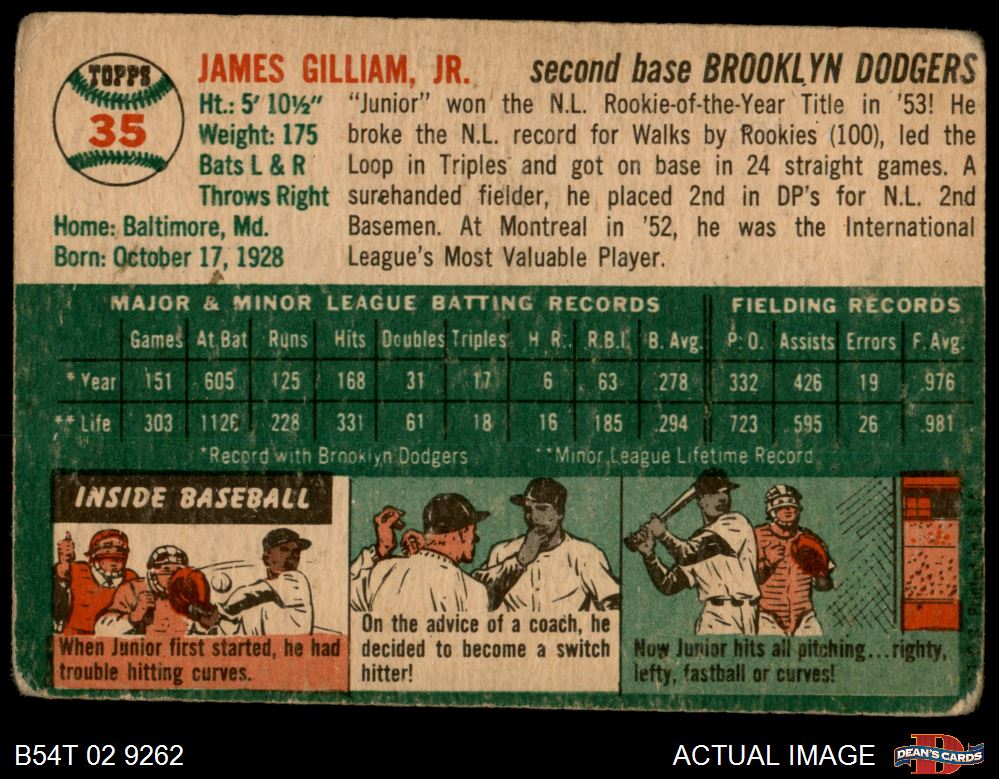 TOPPS
35
JAMES GILLIAM, JR. second base BROOKLYN DODGERS
Ht.: 5' 10½"
Weight: 175
Bats L & R
Throws Right
Home: Baltimore, Md.
Born: October 17, 1928
"Junior" won the N.L. Rookie-of-the-Year Title in '53! He
broke the N.L. record for Walks by Rookies (100), led the
Loop in Triples and got on base in 24 straight games. A
surehanded fielder, he placed 2nd in DP's for N.L. 2nd
Basemen. At Montreal in '52, he was the International
League's Most Valuable Player.
MAJOR & MINOR LEAGUE BATTING RECORDS FIELDING RECORDS
Games At Bat Runs Hits Doubles Triples H.R. R.B.I. B. Avg. P.O. Assists Errors F. Avg.
* Year 151 605 125 168 31 17 6 63 .278 332 426 19 .976
** Life 303 1126 228 331 61 18 16 185 .294 723 595 26 .981
*Record with Brooklyn Dodgers **Minor League Lifetime Record
INSIDE BASEBALL
When Junior first started, he had
trouble hitting curves.
On the advice of a coach, he
decided to become a switch
hitter!
Now Junior hits all pitching...righty,
lefty, fastball or curves!
B54T 02 9262
ACTUAL IMAGE
DEAN'S CARDS